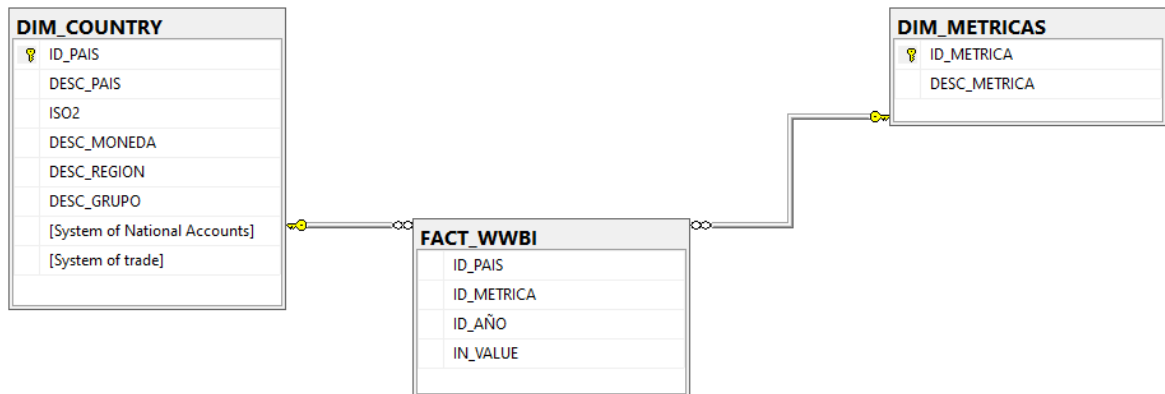 DIM_COUNTRY
ID_PAIS
DESC_PAIS
ISO2
DESC_MONEDA
DESC_REGION
DESC_GRUPO
[System of National Accounts]
[System of trade]
FACT_WWBI
ID_PAIS
ID_METRICA
ID_AÑO
IN_VALUE
DIM_METRICAS
ID_METRICA
DESC_METRICA